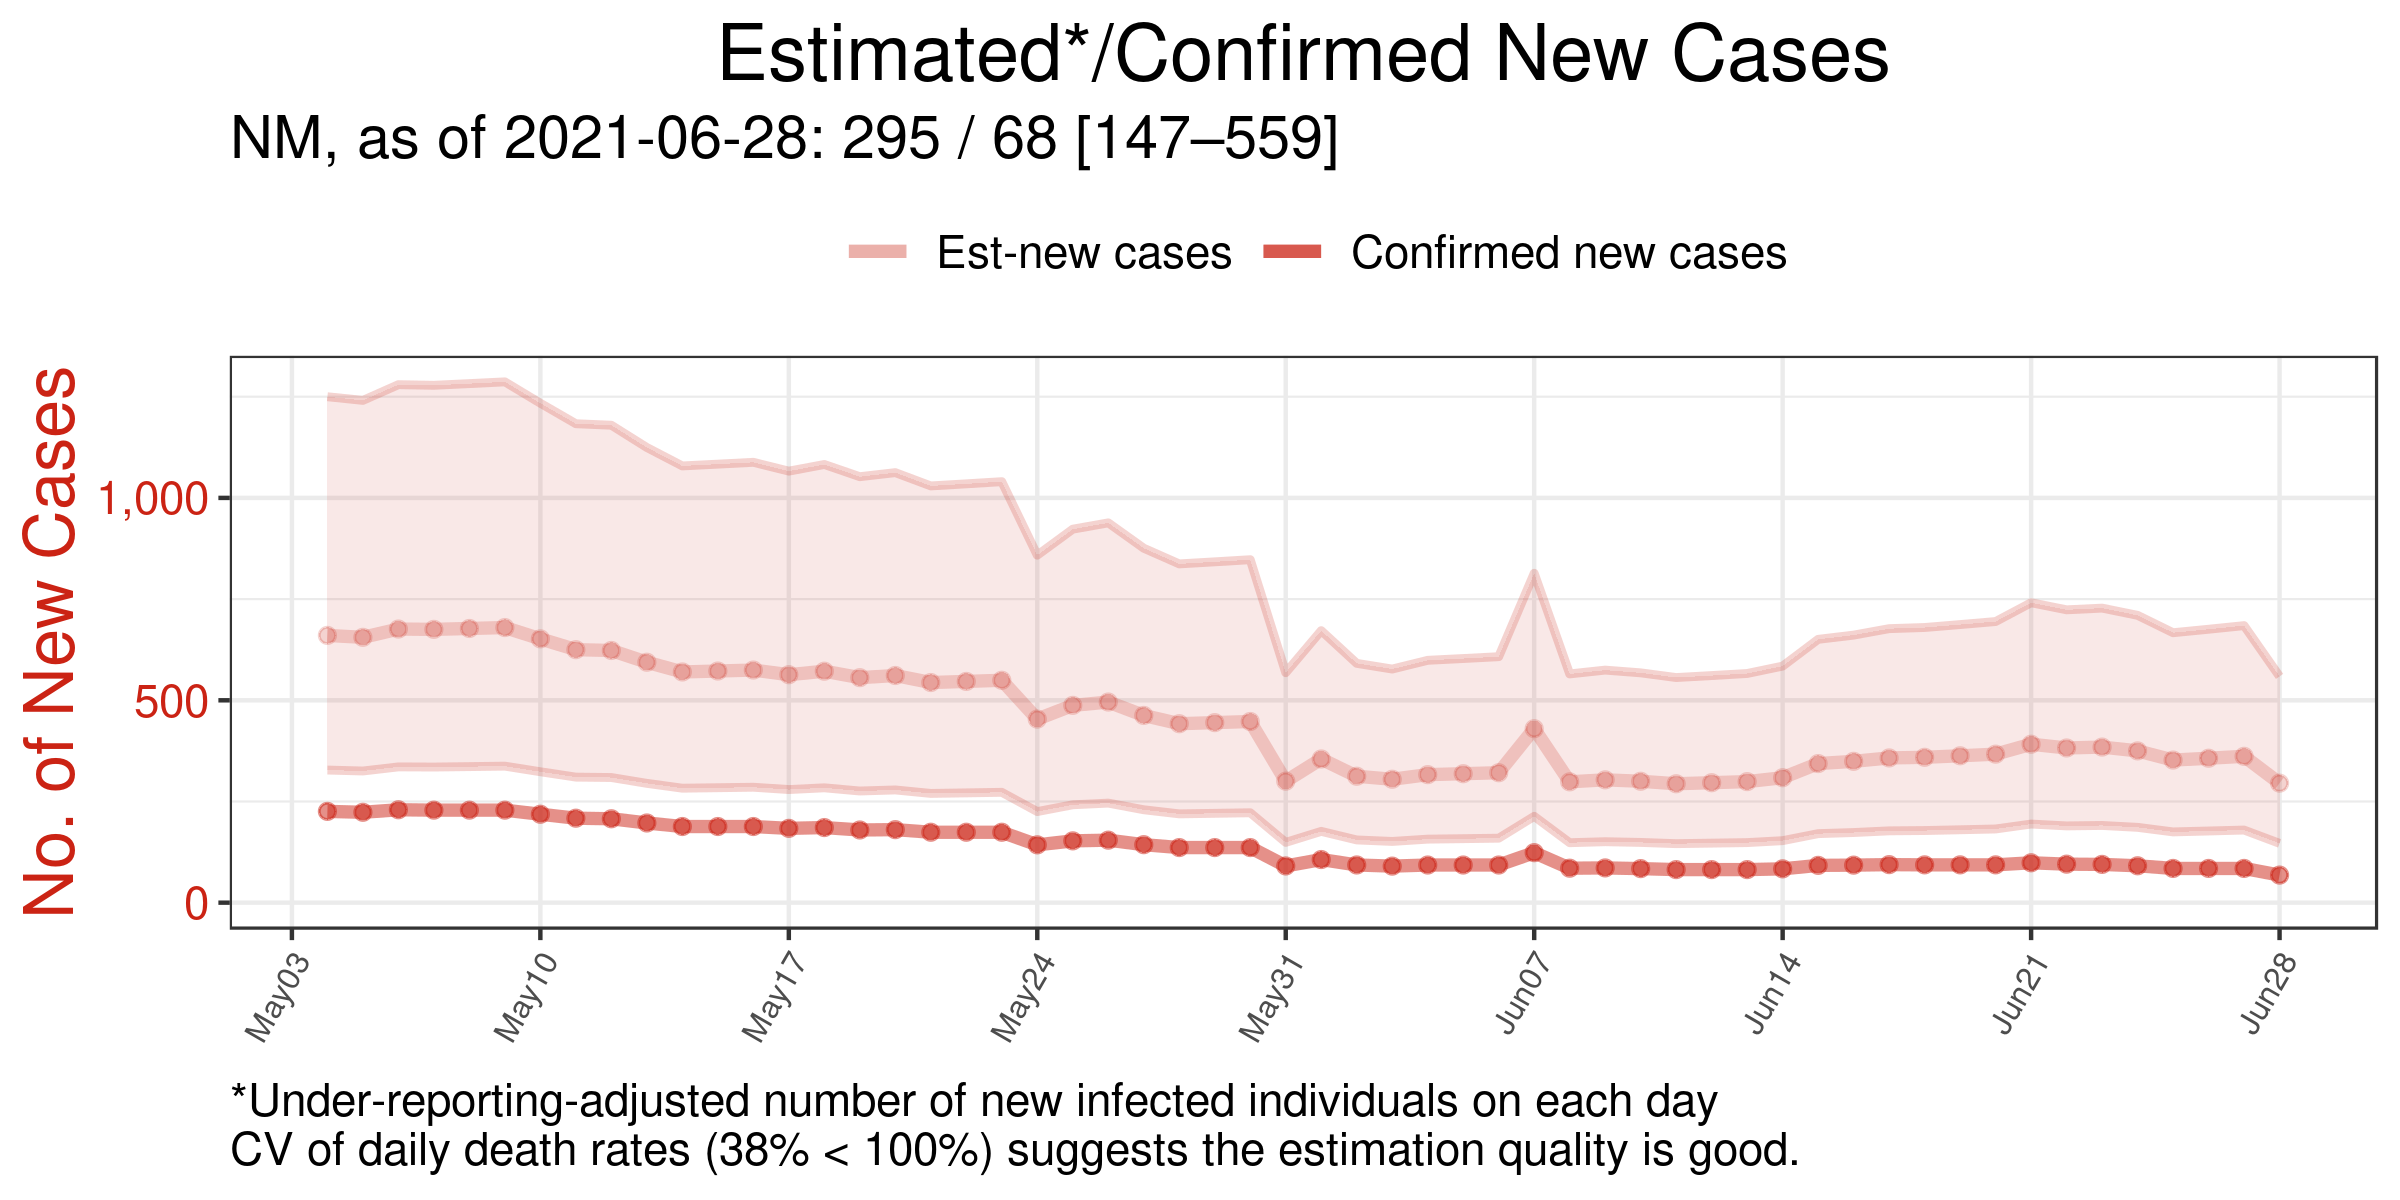 Estimated*/Confirmed New Cases
NM, as of 2021-06-28: 295 / 68 [147–559]
Est-new cases
Confirmed new cases
No. of New Cases
1,000
500
0
May03
May10
May17
May24
May31
Jun07
Jun14
Jun21
Jun28
*Under-reporting-adjusted number of new infected individuals on each day
CV of daily death rates (38% < 100%) suggests the estimation quality is good.